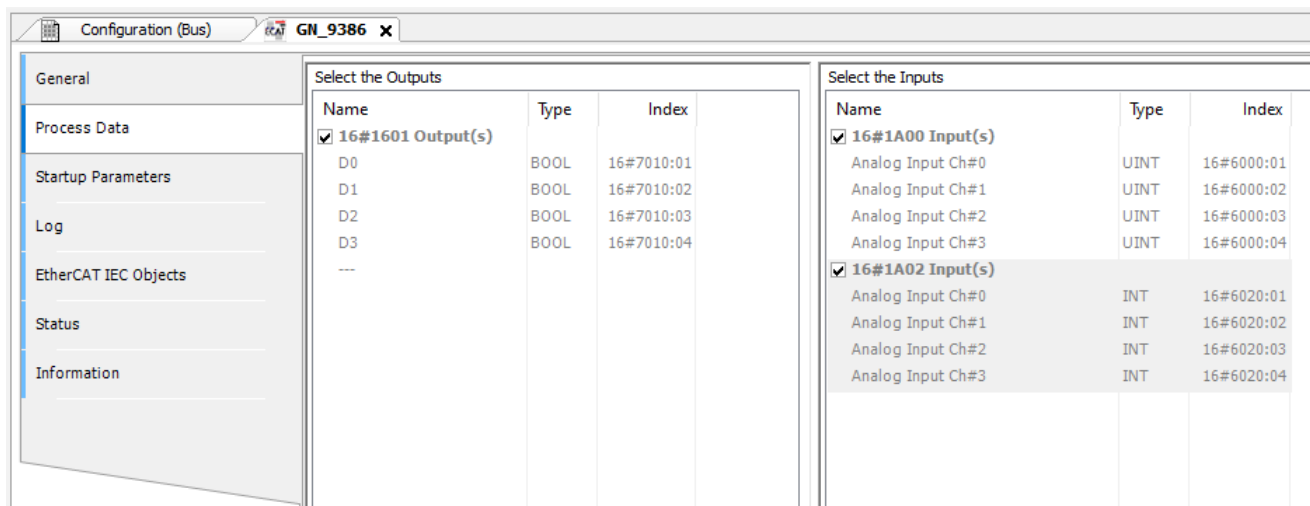 Configuration (Bus)
ECAT GN_9386 x
General
Process Data
Startup Parameters
Log
EtherCAT IEC Objects
Status
Information
Select the Outputs
Name Type Index
16#1601 Output(s)
D0 BOOL 16#7010:01
D1 BOOL 16#7010:02
D2 BOOL 16#7010:03
D3 BOOL 16#7010:04
---
Select the Inputs
Name Type Index
16#1A00 Input(s)
Analog Input Ch#0 UINT 16#6000:01
Analog Input Ch#1 UINT 16#6000:02
Analog Input Ch#2 UINT 16#6000:03
Analog Input Ch#3 UINT 16#6000:04
16#1A02 Input(s)
Analog Input Ch#0 INT 16#6020:01
Analog Input Ch#1 INT 16#6020:02
Analog Input Ch#2 INT 16#6020:03
Analog Input Ch#3 INT 16#6020:04